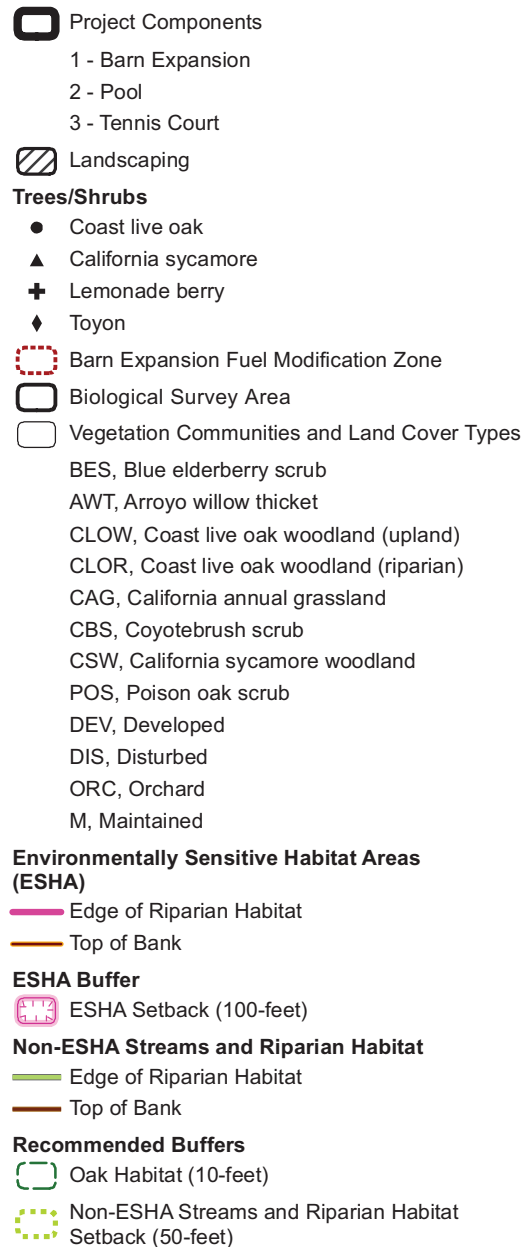 Project Components
1 - Barn Expansion
2 - Pool
3 - Tennis Court
Landscaping
Trees/Shrubs
Coast live oak
California sycamore
Lemonade berry
Toyon
Barn Expansion Fuel Modification Zone
Biological Survey Area
Vegetation Communities and Land Cover Types
BES, Blue elderberry scrub
AWT, Arroyo willow thicket
CLOW, Coast live oak woodland (upland)
CLOR, Coast live oak woodland (riparian)
CAG, California annual grassland
CBS, Coyotebrush scrub
CSW, California sycamore woodland
POS, Poison oak scrub
DEV, Developed
DIS, Disturbed
ORC, Orchard
M, Maintained
Environmentally Sensitive Habitat Areas
(ESHA)
Edge of Riparian Habitat
Top of Bank
ESHA Buffer
ESHA Setback (100-feet)
Non-ESHA Streams and Riparian Habitat
Edge of Riparian Habitat
Top of Bank
Recommended Buffers
Oak Habitat (10-feet)
Non-ESHA Streams and Riparian Habitat
Setback (50-feet)